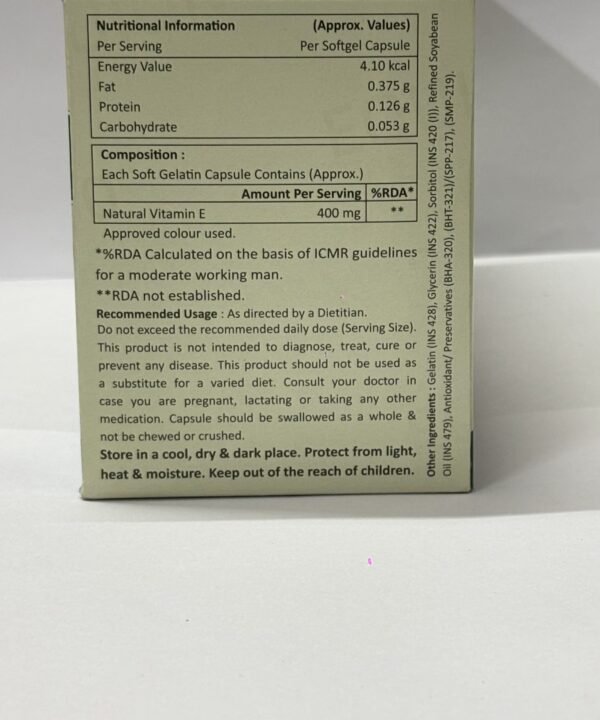 Nutritional Information (Approx. Values)
Per Serving Per Softgel Capsule
Energy Value 4.10 kcal
Fat 0.375 g
Protein 0.126 g
Carbohydrate 0.053 g
Composition :
Each Soft Gelatin Capsule Contains (Approx.)
Amount Per Serving %RDA*
Natural Vitamin E 400 mg **
Approved colour used.
*%RDA Calculated on the basis of ICMR guidelines
for a moderate working man.
**RDA not established.
Recommended Usage : As directed by a Dietitian.
Do not exceed the recommended daily dose (Serving Size).
This product is not intended to diagnose, treat, cure or
prevent any disease. This product should not be used as
a substitute for a varied diet. Consult your doctor in
case you are pregnant, lactating or taking any other
medication. Capsule should be swallowed as a whole &
not be chewed or crushed.
Store in a cool, dry & dark place. Protect from light,
heat & moisture. Keep out of the reach of children.
Other Ingredients : Gelatin (INS 428), Glycerin (INS 422), Sorbitol (INS 420 (I)), Refined Soyabean
Oil (INS 479), Antioxidant/ Preservatives (BHA-320), (BHT-321)/(SPP-217), (SMP-219).